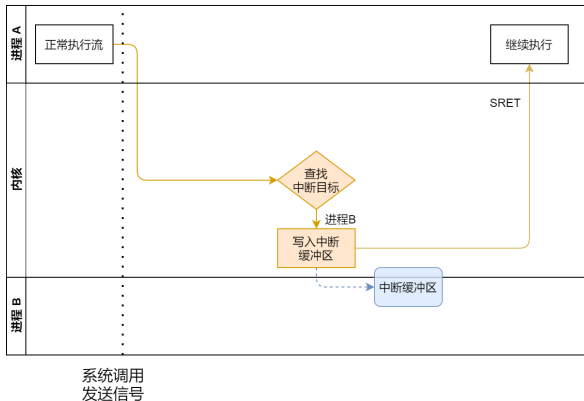 进程 A
正常执行流
继续执行
SRET
内核
查找
中断目标
进程B
写入中断
缓冲区
进程 B
中断缓冲区
系统调用
发送信号